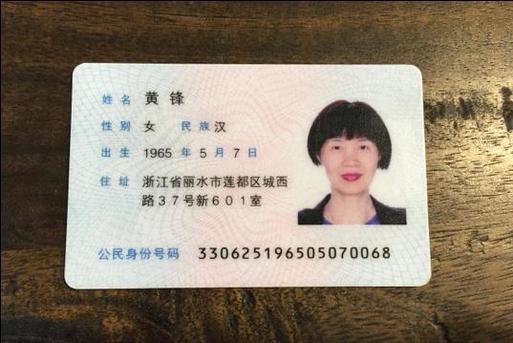 姓名 黄锋
性别 女 民族 汉
出生 1965 年 5 月 7 日
住址 浙江省丽水市莲都区城西
路37号新601室
公民身份号码 330625196505070068